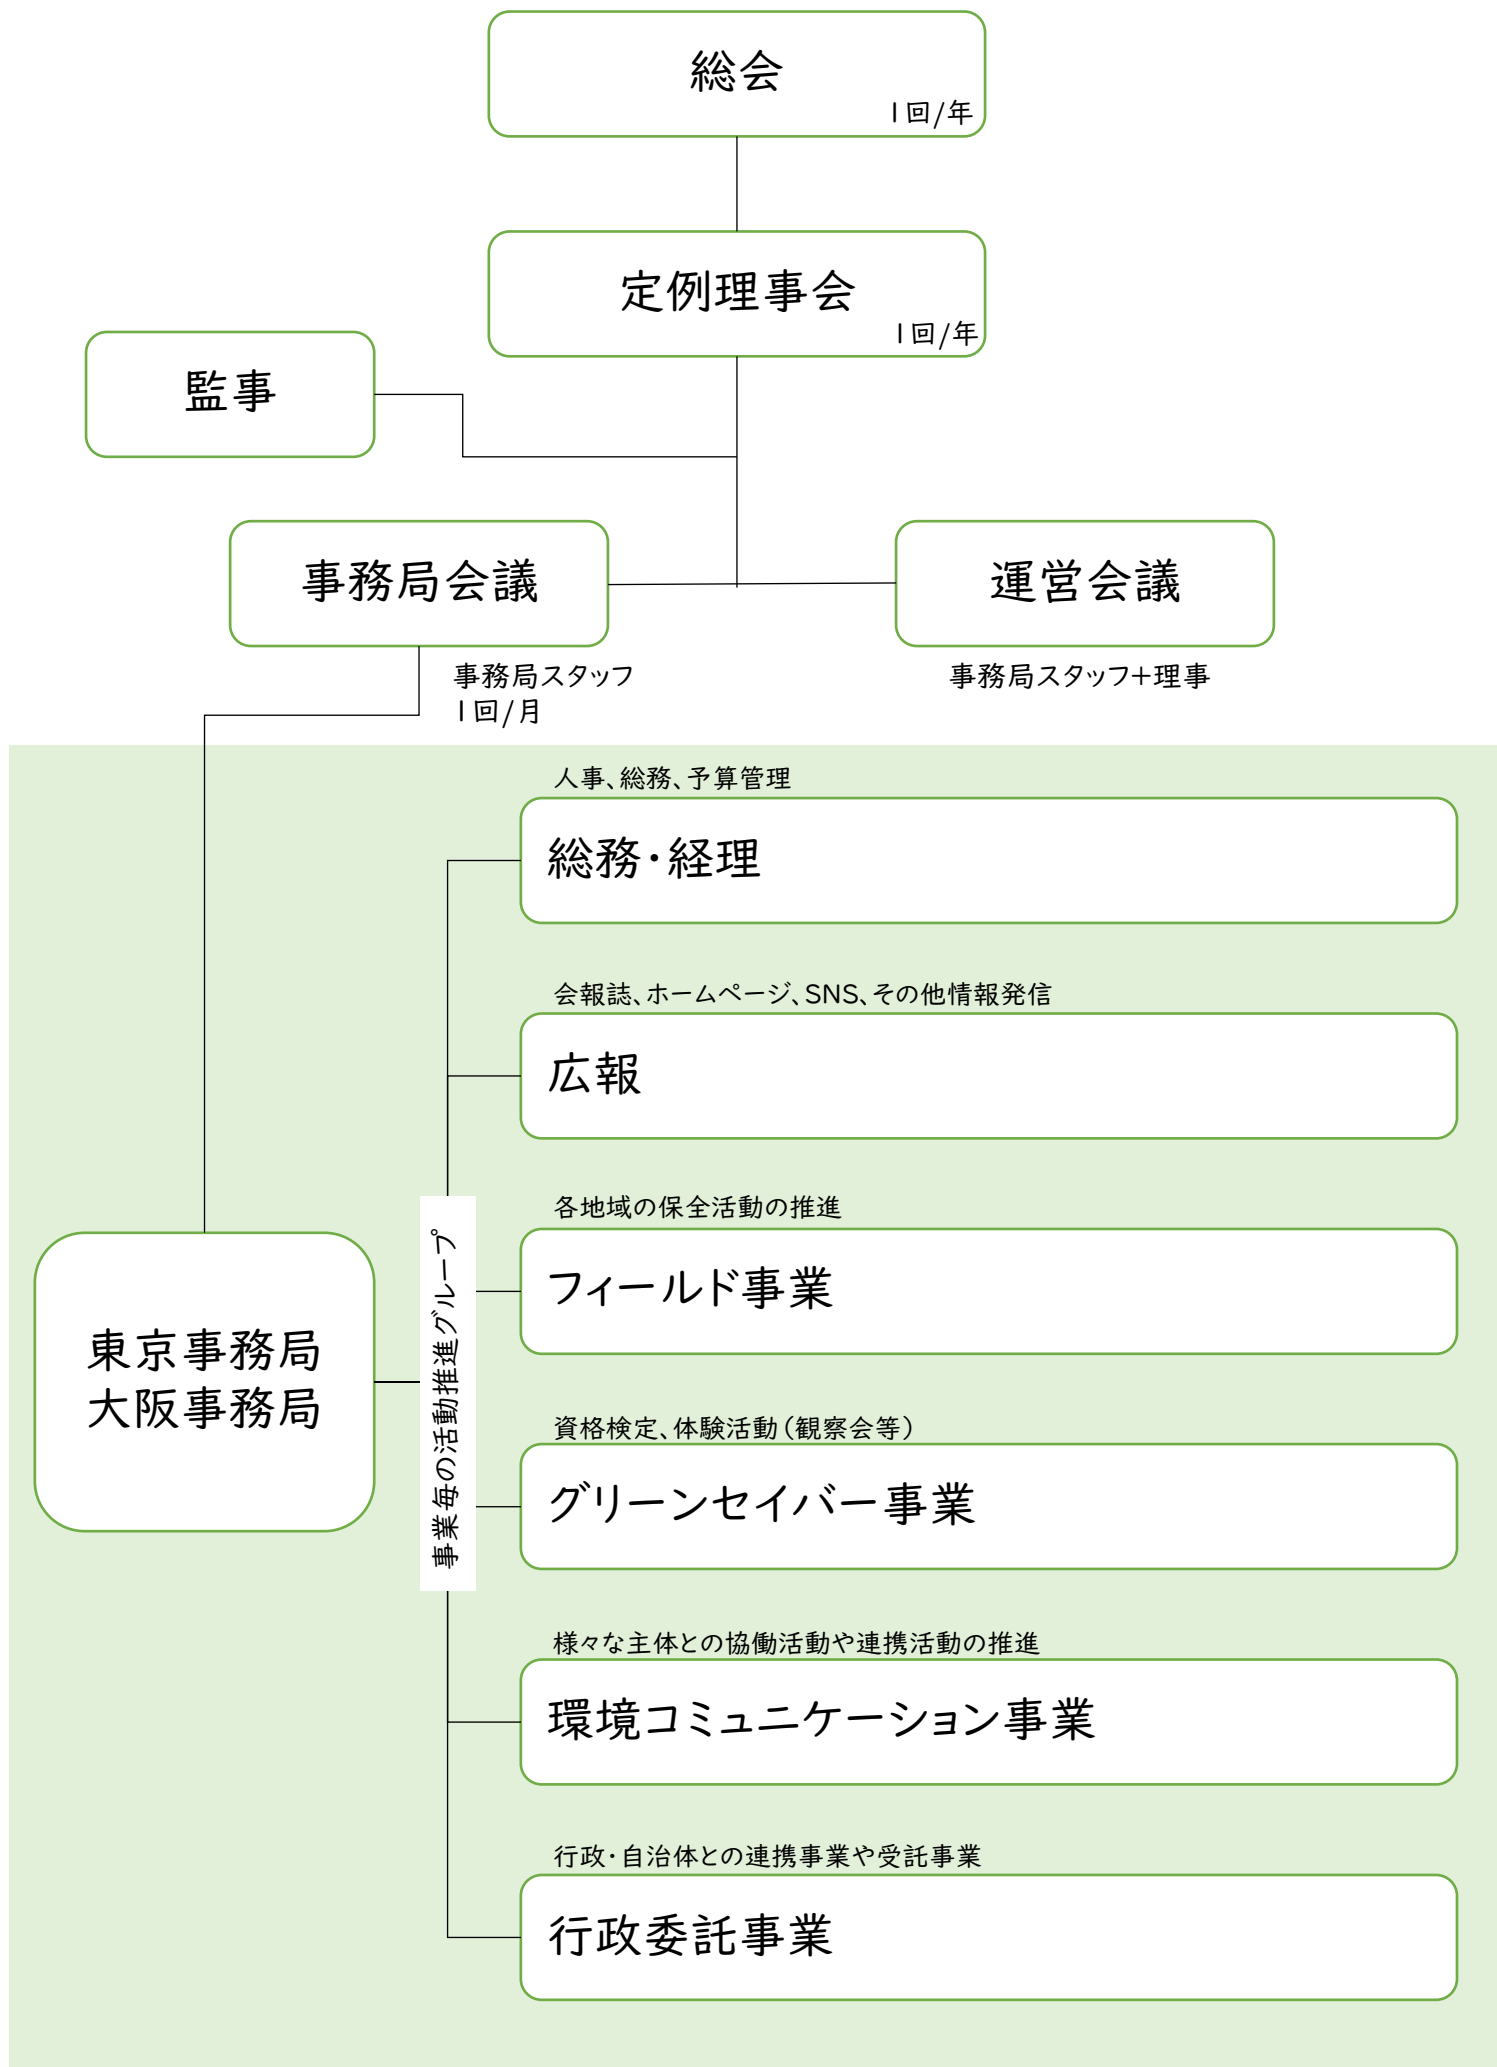 総会
1回/年
定例理事会
1回/年
監事
事務局会議
運営会議
事務局スタッフ
1回/月
事務局スタッフ+理事
人事、総務、予算管理
総務・経理
会報誌、ホームページ、SNS、その他情報発信
広報
各地域の保全活動の推進
フィールド事業
東京事務局
大阪事務局
事業毎の活動推進グループ
資格検定、体験活動(観察会等)
グリーンセイバー事業
様々な主体との協働活動や連携活動の推進
環境コミュニケーション事業
行政・自治体との連携事業や受託事業
行政委託事業